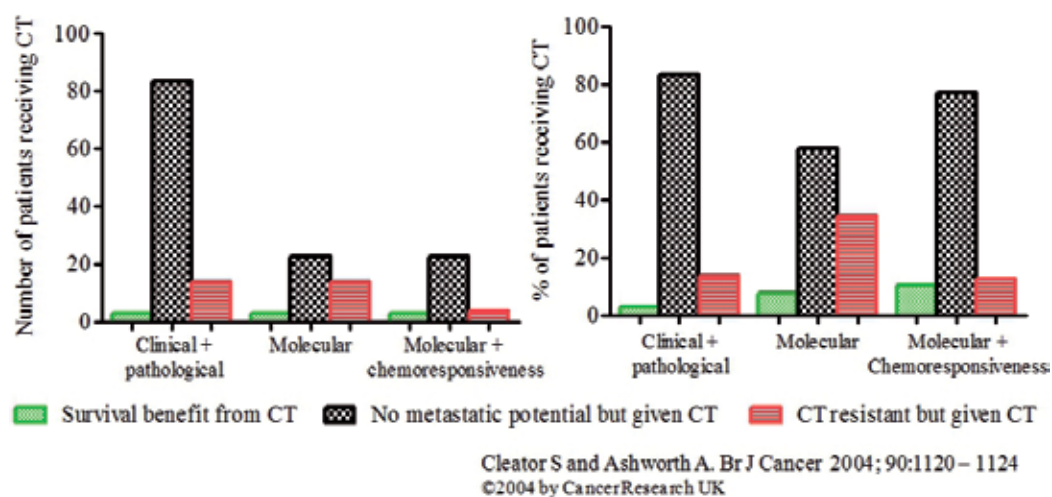 Number of patients receiving CT
100
80
60
40
20
0
Clinical +
pathological
Molecular
Molecular +
chemoresponsiveness
% of patients receiving CT
100
80
60
40
20
0
Clinical +
pathological
Molecular
Molecular +
Chemoresponsiveness
Survival benefit from CT
No metastatic potential but given CT
CT resistant but given CT
Cleator S and Ashworth A. Br J Cancer 2004; 90:1120 – 1124
©2004 by CancerResearch UK